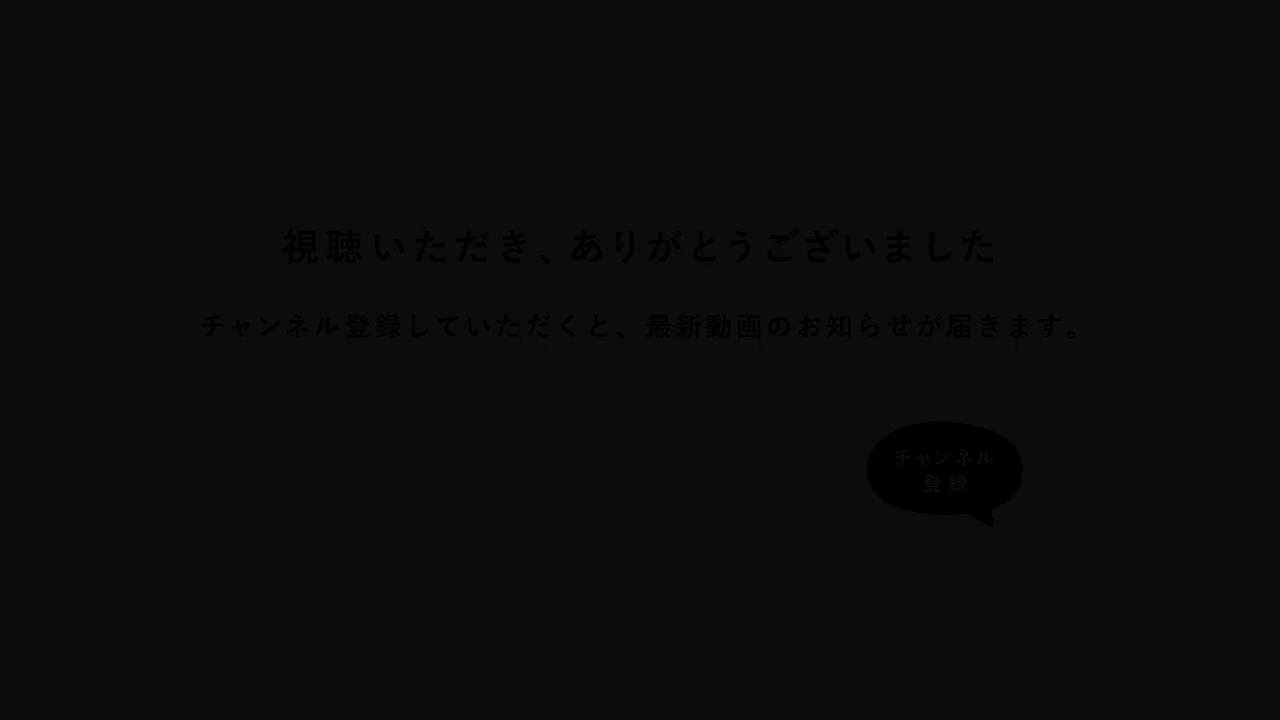 視聴いただき、ありがとうございました
チャンネル登録していただくと、最新動画のお知らせが届きます。
チャンネル
登録